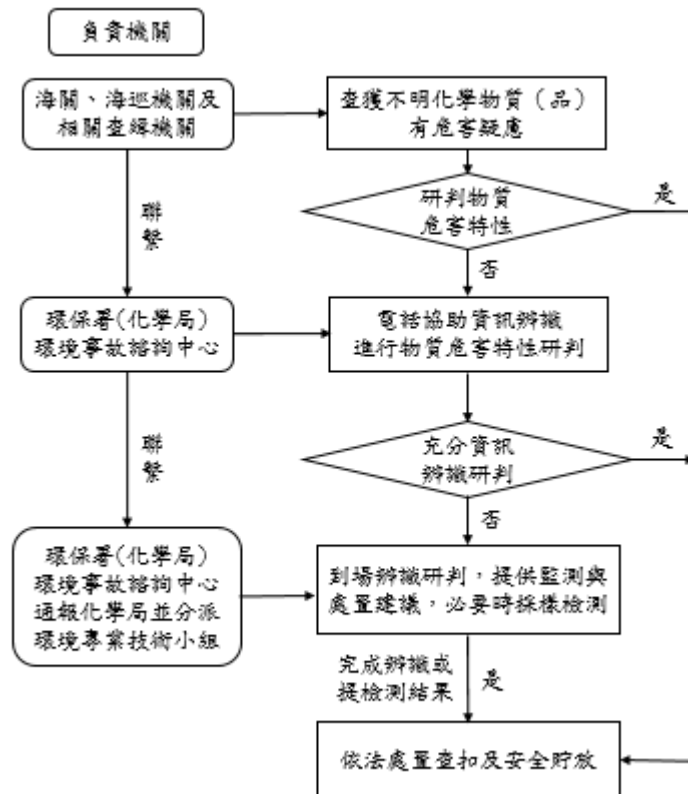 負責機關
海關、海巡機關及
相關查緝機關
查獲不明化學物質（品）
有危害疑慮
研判物質
危害特性
是
聯
繫
否
環保署(化學局)
環境事故諮詢中心
電話協助資訊辨識
進行物質危害特性研判
充分資訊
辨識研判
是
聯
繫
否
環保署(化學局)
環境事故諮詢中心
通報化學局並分派
環境專業技術小組
到場辨識研判，提供監測與
處置建議，必要時採樣檢測
完成辨識或
提檢測結果
是
依法處置查扣及安全貯放